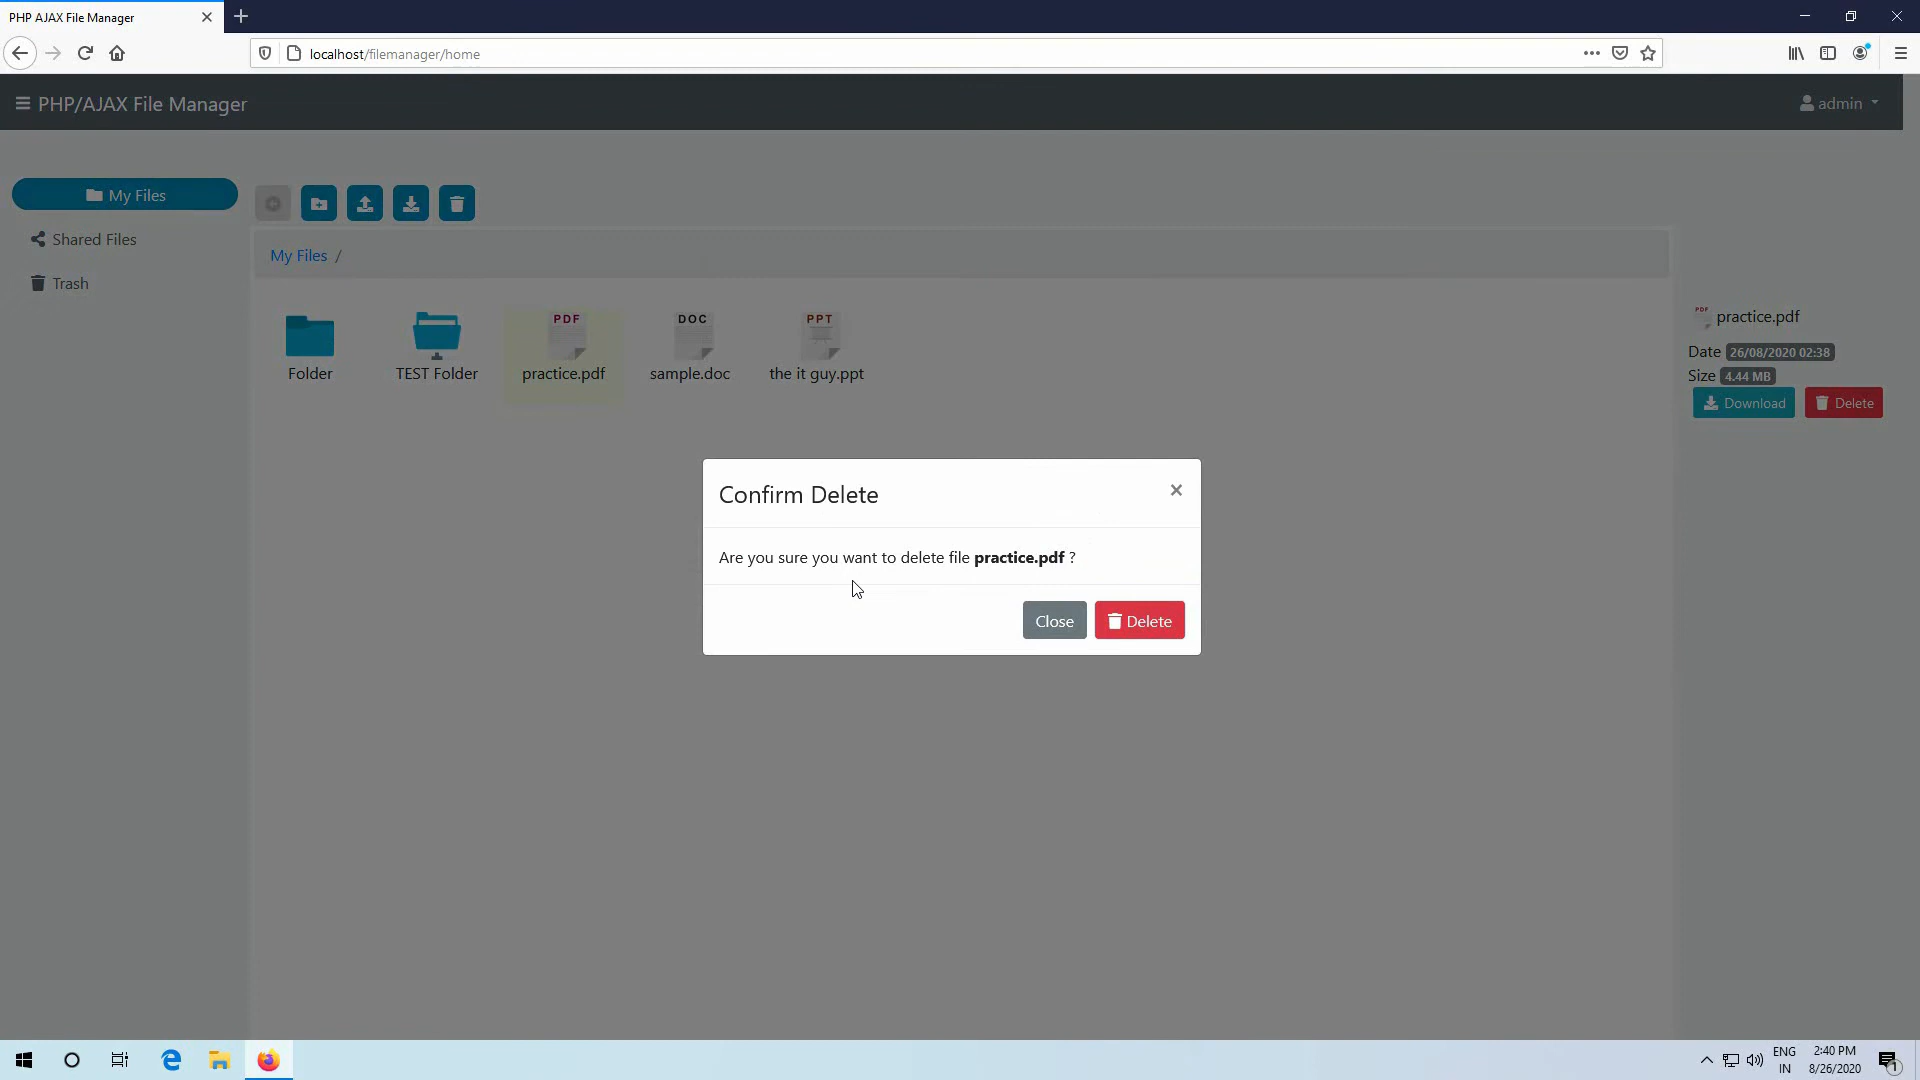 PHP AJAX File Manager
localhost/filemanager/home
PHP/AJAX File Manager
admin
My Files
Shared Files
Trash
My Files /
PDF
DOC
PPT
Folder
TEST Folder
practice.pdf
sample.doc
the it guy.ppt
PDF practice.pdf
Date 26/08/2020 02:38
Size 4.44 MB
Download
Delete
Confirm Delete
×
Are you sure you want to delete file practice.pdf ?
Close
Delete
ENG
IN
2:40 PM
8/26/2020
1